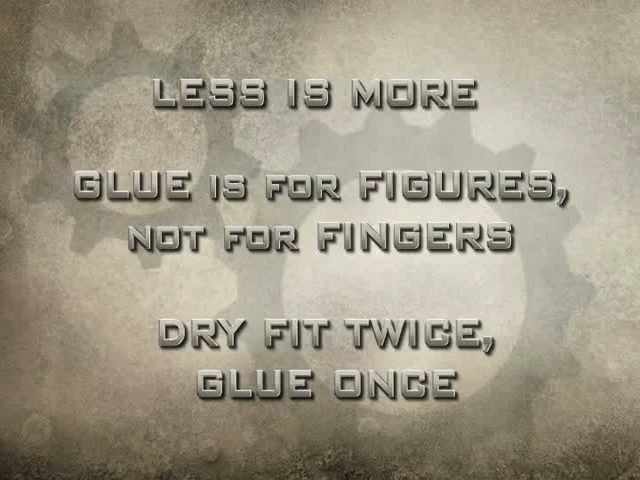 LESS IS MORE
GLUE IS FOR FIGURES,
NOT FOR FINGERS
DRY FIT TWICE,
GLUE ONCE